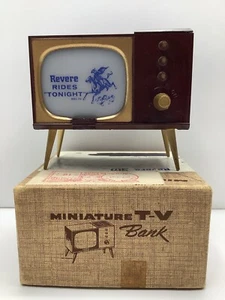 Revere
RIDES
"TONIGHT"
MINIATURE T-V
Bank